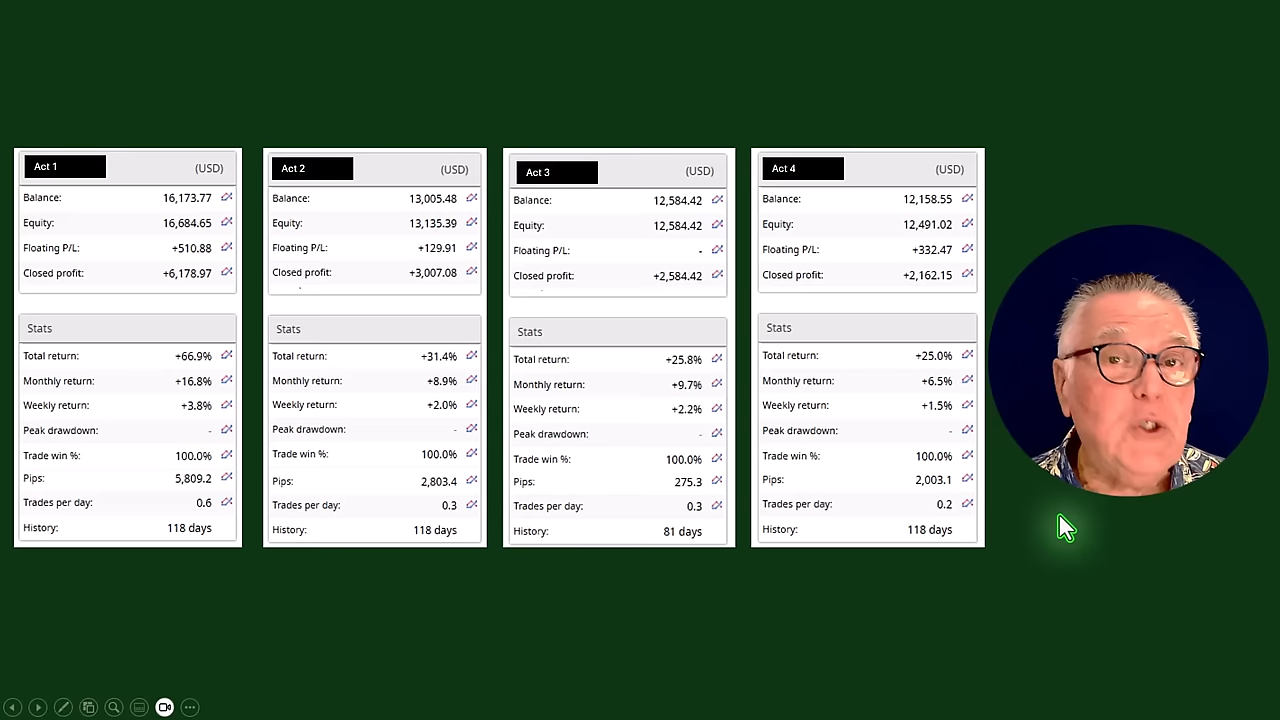 Act 1 (USD)
Balance: 16,173.77
Equity: 16,684.65
Floating P/L: +510.88
Closed profit: +6,178.97
Stats
Total return: +66.9%
Monthly return: +16.8%
Weekly return: +3.8%
Peak drawdown: -
Trade win %: 100.0%
Pips: 5,809.2
Trades per day: 0.6
History: 118 days
Act 2 (USD)
Balance: 13,005.48
Equity: 13,135.39
Floating P/L: +129.91
Closed profit: +3,007.08
Stats
Total return: +31.4%
Monthly return: +8.9%
Weekly return: +2.0%
Peak drawdown: -
Trade win %: 100.0%
Pips: 2,803.4
Trades per day: 0.3
History: 118 days
Act 3 (USD)
Balance: 12,584.42
Equity: 12,584.42
Floating P/L: -
Closed profit: +2,584.42
Stats
Total return: +25.8%
Monthly return: +9.7%
Weekly return: +2.2%
Peak drawdown: -
Trade win %: 100.0%
Pips: 275.3
Trades per day: 0.3
History: 81 days
Act 4 (USD)
Balance: 12,158.55
Equity: 12,491.02
Floating P/L: +332.47
Closed profit: +2,162.15
Stats
Total return: +25.0%
Monthly return: +6.5%
Weekly return: +1.5%
Peak drawdown: -
Trade win %: 100.0%
Pips: 2,003.1
Trades per day: 0.2
History: 118 days